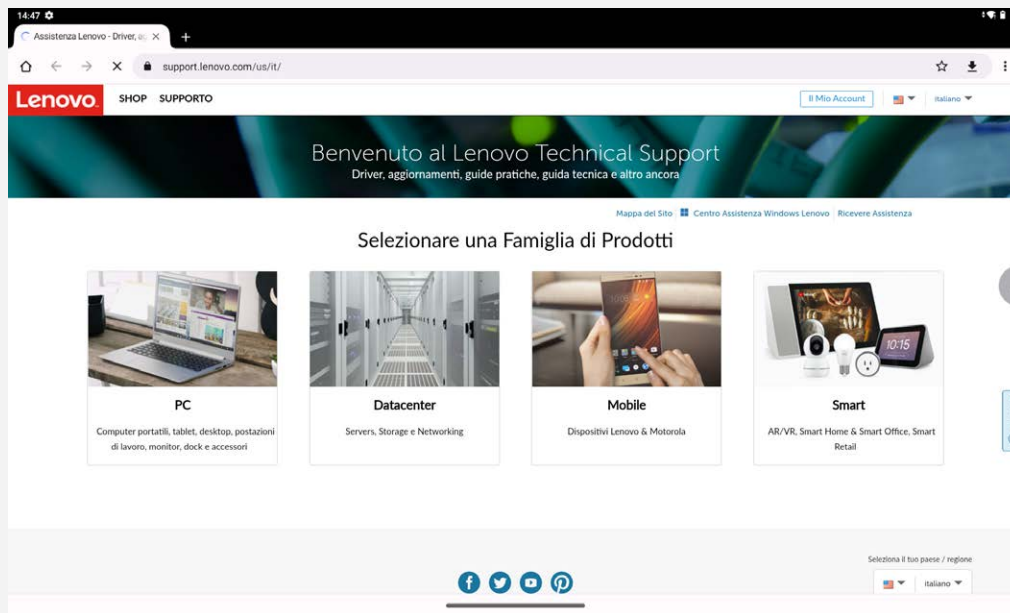 14:47
Assistenza Lenovo - Driver, ag
support.lenovo.com/us/it/
Lenovo
SHOP SUPPORTO
Il Mio Account
italiano
Benvenuto al Lenovo Technical Support
Driver, aggiornamenti, guide pratiche, guida tecnica e altro ancora
Mappa del Sito Centro Assistenza Windows Lenovo Ricevere Assistenza
Selezionare una Famiglia di Prodotti
10:15
PC
Computer portatili, tablet, desktop, postazioni
di lavoro, monitor, dock e accessori
Datacenter
Servers, Storage e Networking
Mobile
Dispositivi Lenovo & Motorola
Smart
AR/VR, Smart Home & Smart Office, Smart
Retail
Seleziona il tuo paese / regione
italiano